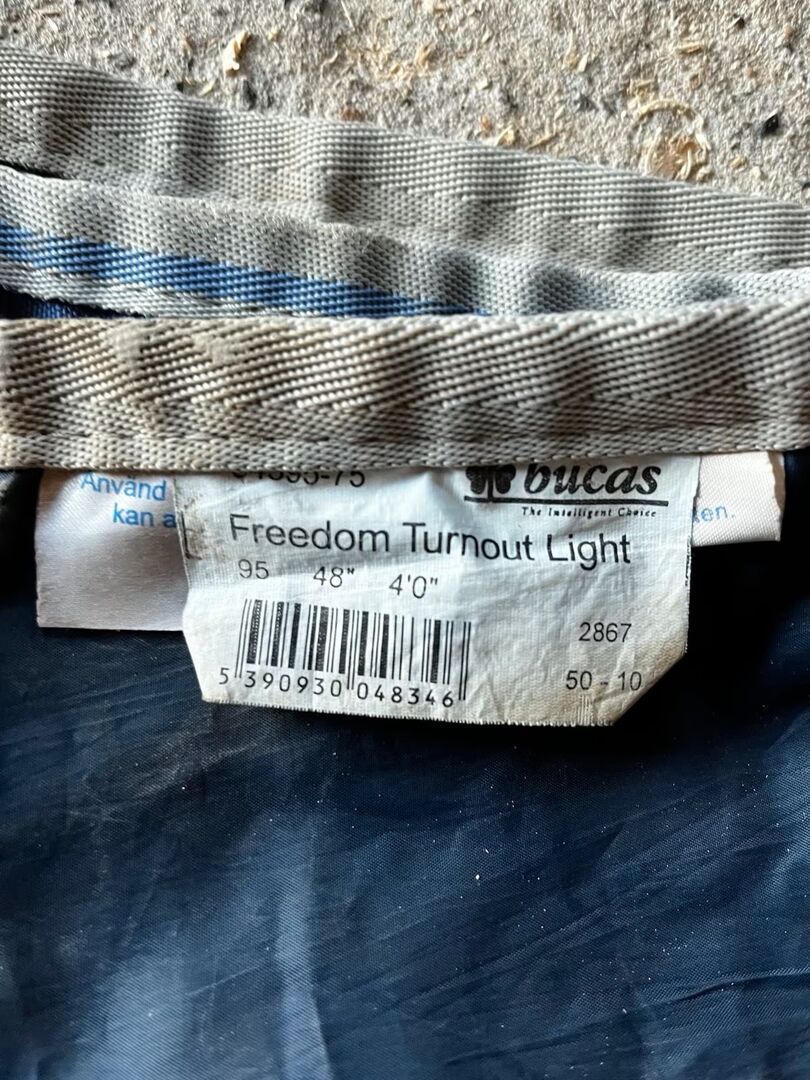 Använd
kan a
bucas
The Intelligent Choice
ken.
Freedom Turnout Light
95 48" 4'0"
2867
5 390930 048346
50 - 10